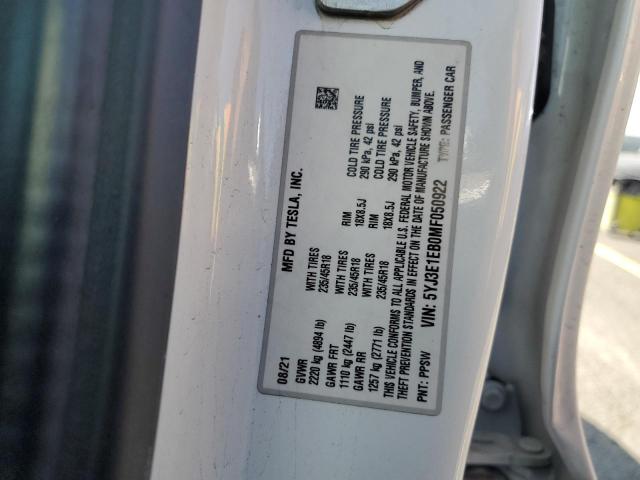 MFD BY TESLA, INC.
08/21
GVWR
2220 kg (4894 lb)
GAWR FRT WITH TIRES RIM COLD TIRE PRESSURE
1110 kg (2447 lb) 235/45R18 18X8.5J 290 kPa, 42 psi
GAWR RR WITH TIRES RIM COLD TIRE PRESSURE
1257 kg (2771 lb) 235/45R18 18X8.5J 290 kPa, 42 psi
THIS VEHICLE CONFORMS TO ALL APPLICABLE U.S. FEDERAL MOTOR VEHICLE SAFETY, BUMPER, AND
THEFT PREVENTION STANDARDS IN EFFECT ON THE DATE OF MANUFACTURE SHOWN ABOVE.
PNT: PPSW VIN: 5YJ3E1EB0MF050922 TYPE: PASSENGER CAR